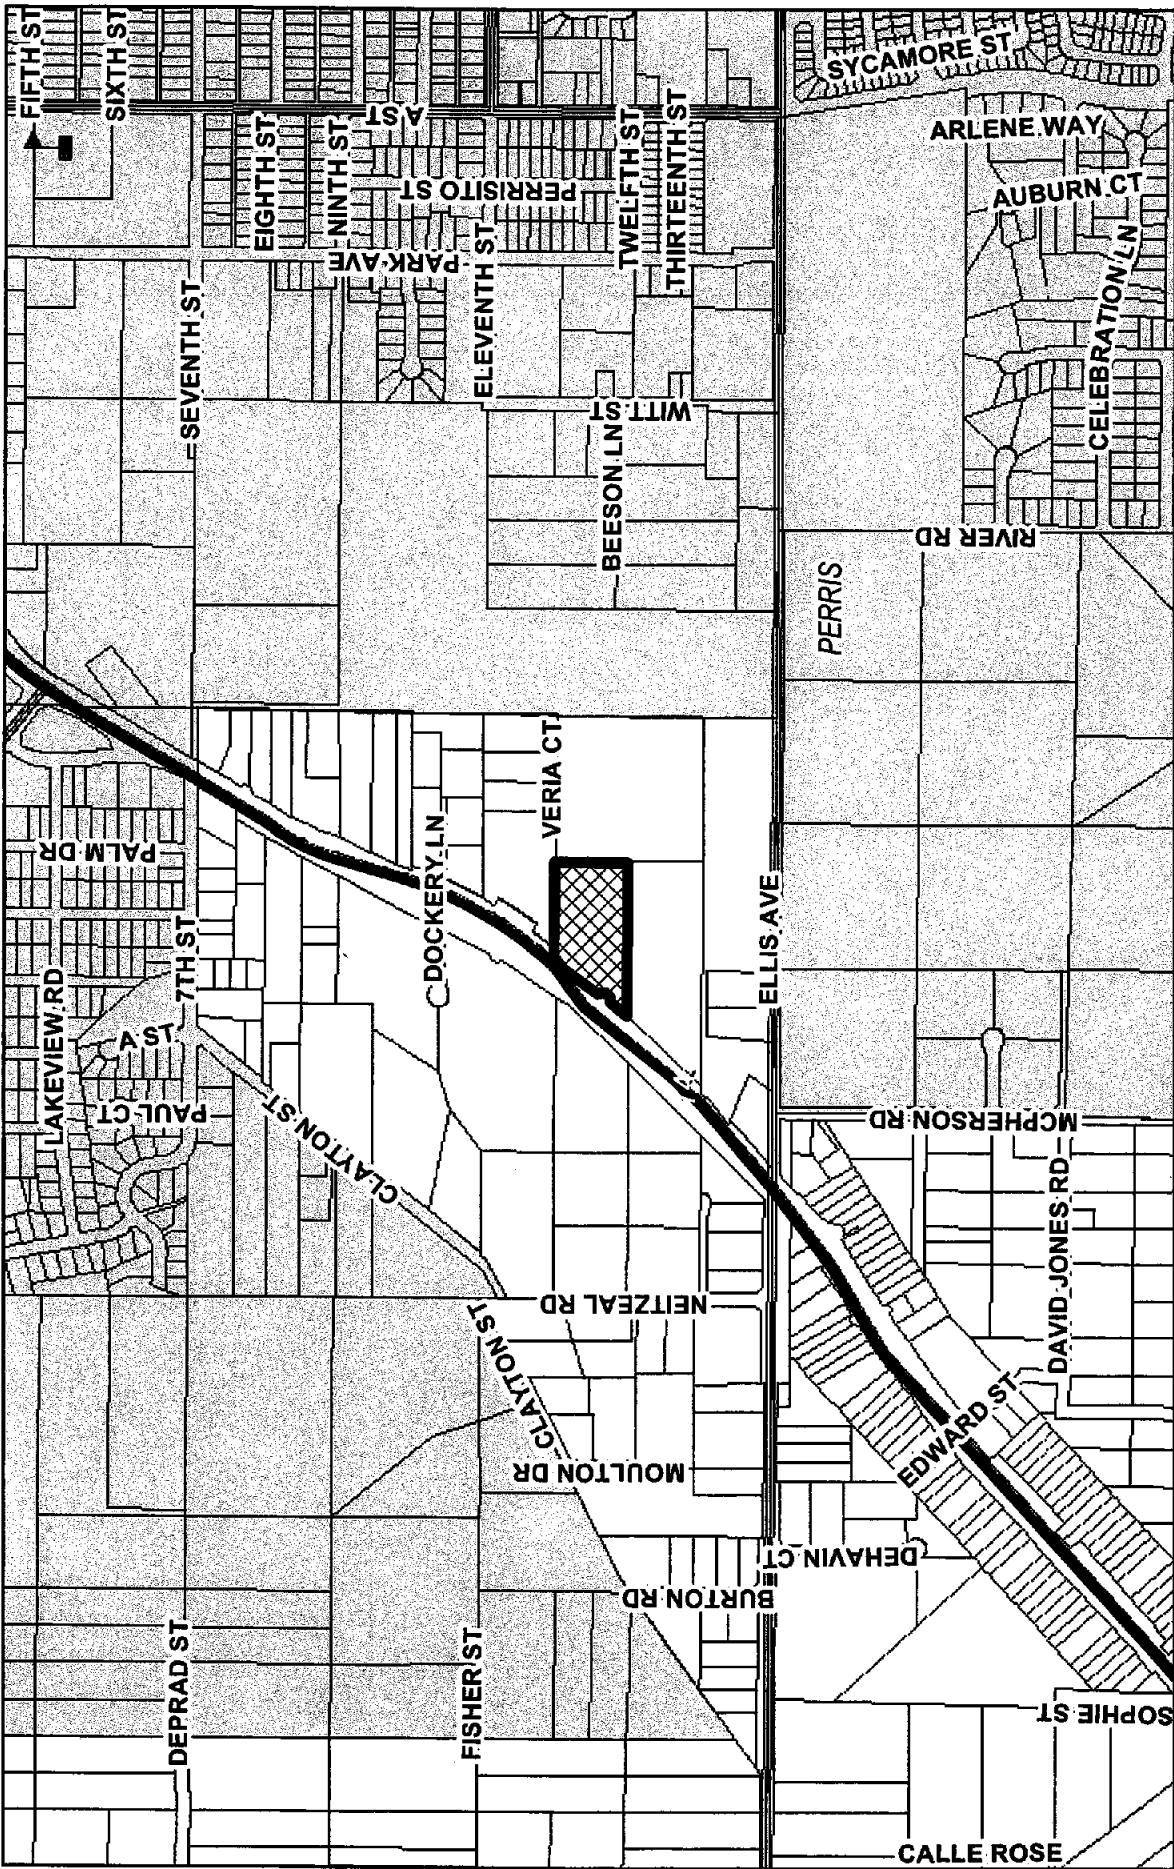 FIFTH ST
SIXTH ST
SYCAMORE ST
A ST
ARLENE WAY
EIGHTH ST
NINTH ST
PERRISITO ST
TWELFTH ST
THIRTEENTH ST
AUBURN CT
PARK AVE
ELEVENTH ST
CELEBRATION LN
SEVENTH ST
WITT ST
BEESON LN
RIVER RD
PERRIS
VERIA CT
PALM DR
DOCKERY LN
ELLIS AVE
7TH ST
LAKEVIEW RD
A ST
PAUL CT
CLAYTON ST
MCPHERSON RD
DAVID JONES RD
NEITZEAL RD
CLAYTON ST
EDWARD ST
CLAYTON ST
MOULTON DR
DEHAVIN CT
BURTON RD
DEPRAD ST
FISHER ST
SOPHIE ST
CALLE ROSE